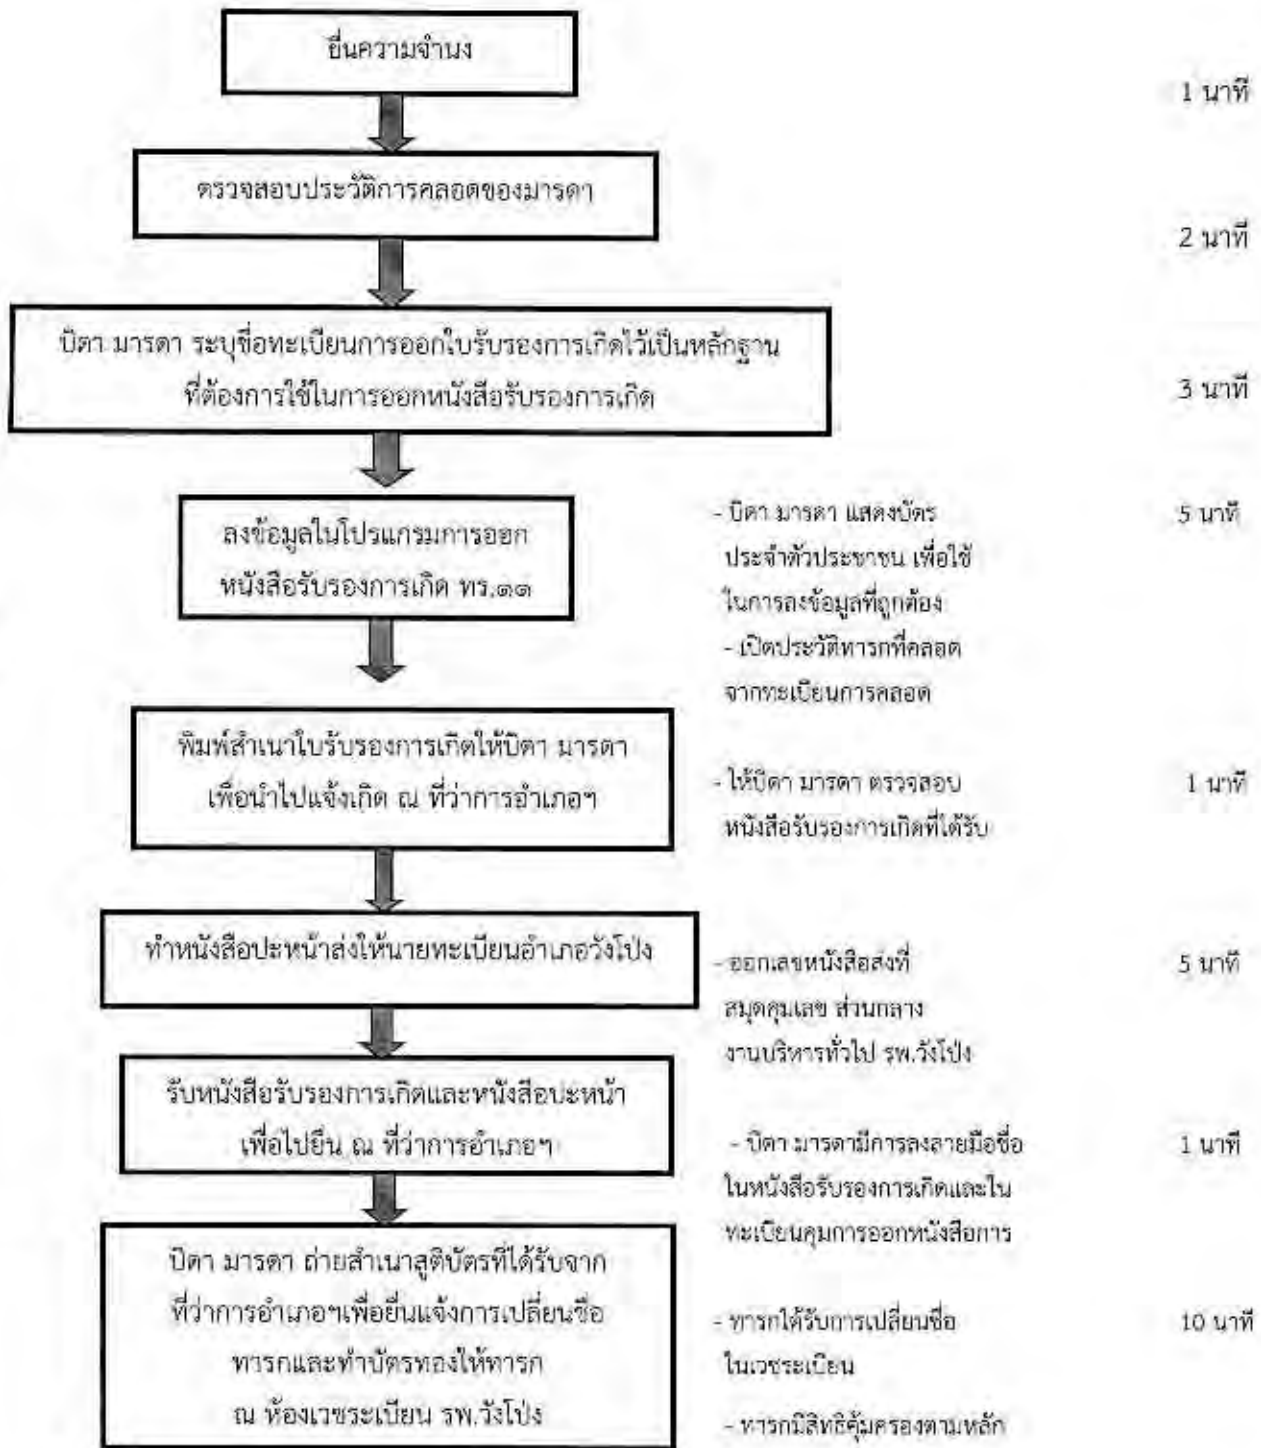 ยื่นความจำนง
1 นาที
ตรวจสอบประวัติการคลอดของมารดา
2 นาที
บิดา มารดา ระบุชื่อทะเบียนการออกใบรับรองการเกิดไว้เป็นหลักฐาน
ที่ต้องการใช้ในการออกหนังสือรับรองการเกิด
3 นาที
ลงข้อมูลในโปรแกรมการออก
หนังสือรับรองการเกิด ทร.๑๑
- บิดา มารดา แสดงบัตร
ประจำตัวประชาชน เพื่อใช้
ในการลงข้อมูลที่ถูกต้อง
- เปิดประวัติทารกที่คลอด
จากทะเบียนการคลอด
5 นาที
พิมพ์สำเนาใบรับรองการเกิดให้บิดา มารดา
เพื่อนำไปแจ้งเกิด ณ ที่ว่าการอำเภอฯ
- ให้บิดา มารดา ตรวจสอบ
หนังสือรับรองการเกิดที่ได้รับ
1 นาที
ทำหนังสือปะหน้าส่งให้นายทะเบียนอำเภอวังโป่ง
- ออกเลขหนังสือส่งที่
สมุดคุมเลข ส่วนกลาง
งานบริหารทั่วไป รพ.วังโป่ง
5 นาที
รับหนังสือรับรองการเกิดและหนังสือปะหน้า
เพื่อไปยื่น ณ ที่ว่าการอำเภอฯ
- บิดา มารดามีการลงลายมือชื่อ
ในหนังสือรับรองการเกิดและใน
ทะเบียนคุมการออกหนังสือการ
1 นาที
บิดา มารดา ถ่ายสำเนาสูติบัตรที่ได้รับจาก
ที่ว่าการอำเภอฯเพื่อยื่นแจ้งการเปลี่ยนชื่อ
ทารกและทำบัตรทองให้ทารก
ณ ห้องเวชระเบียน รพ.วังโป่ง
- ทารกได้รับการเปลี่ยนชื่อ
ในเวชระเบียน
- ทารกมีสิทธิคุ้มครองตามหลัก
10 นาที